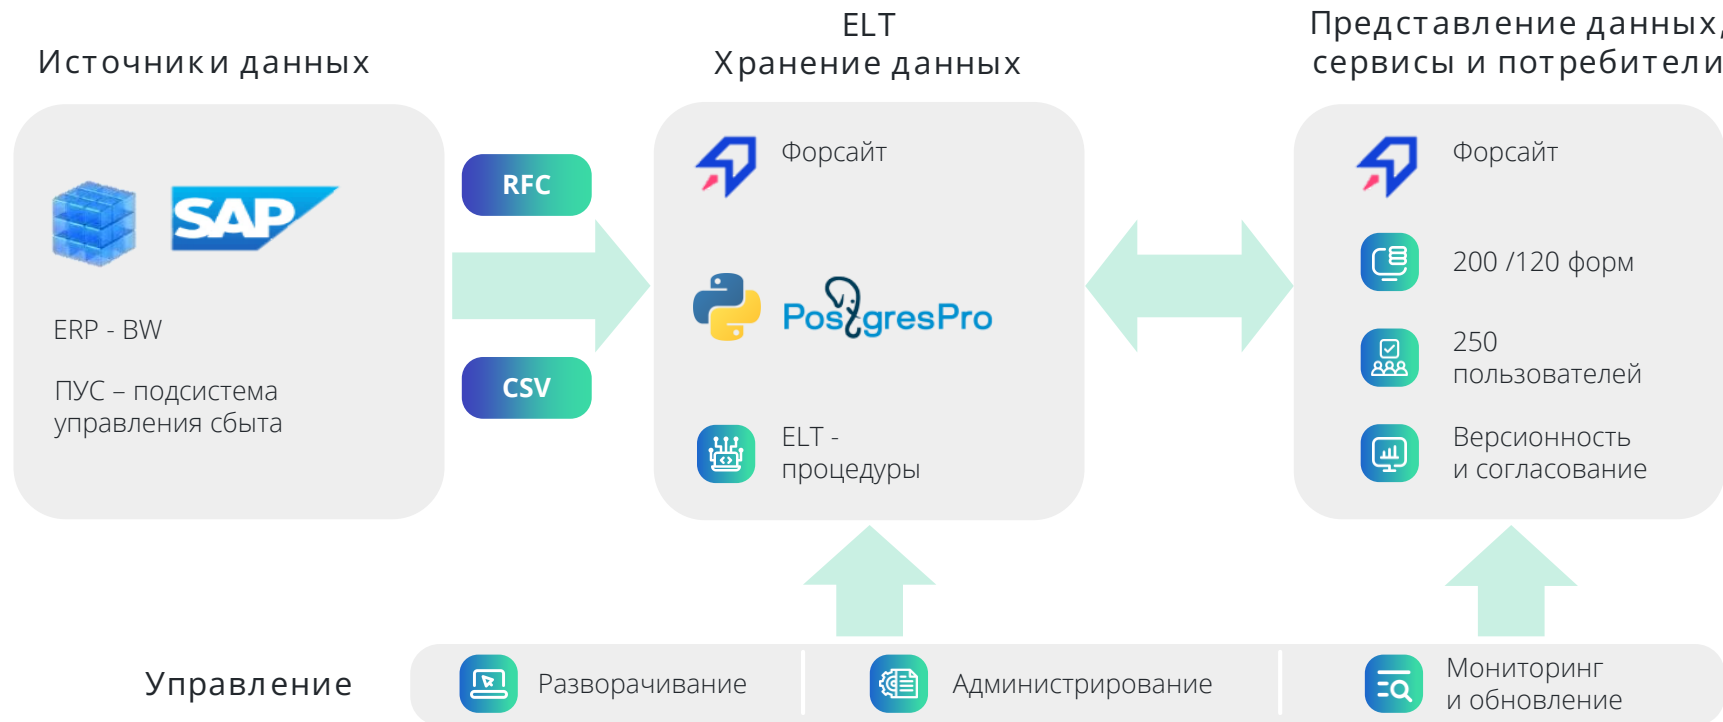 Источники данных
ELT
Хранение данных
Представление данных,
сервисы и потребители
SAP
ERP - BW
ПУС – подсистема
управления сбыта
RFC
CSV
Форсайт
PostgresPro
ELT -
процедуры
Форсайт
200 /120 форм
250
пользователей
Версионность
и согласование
Управление
Разворачивание
Администрирование
Мониторинг
и обновление